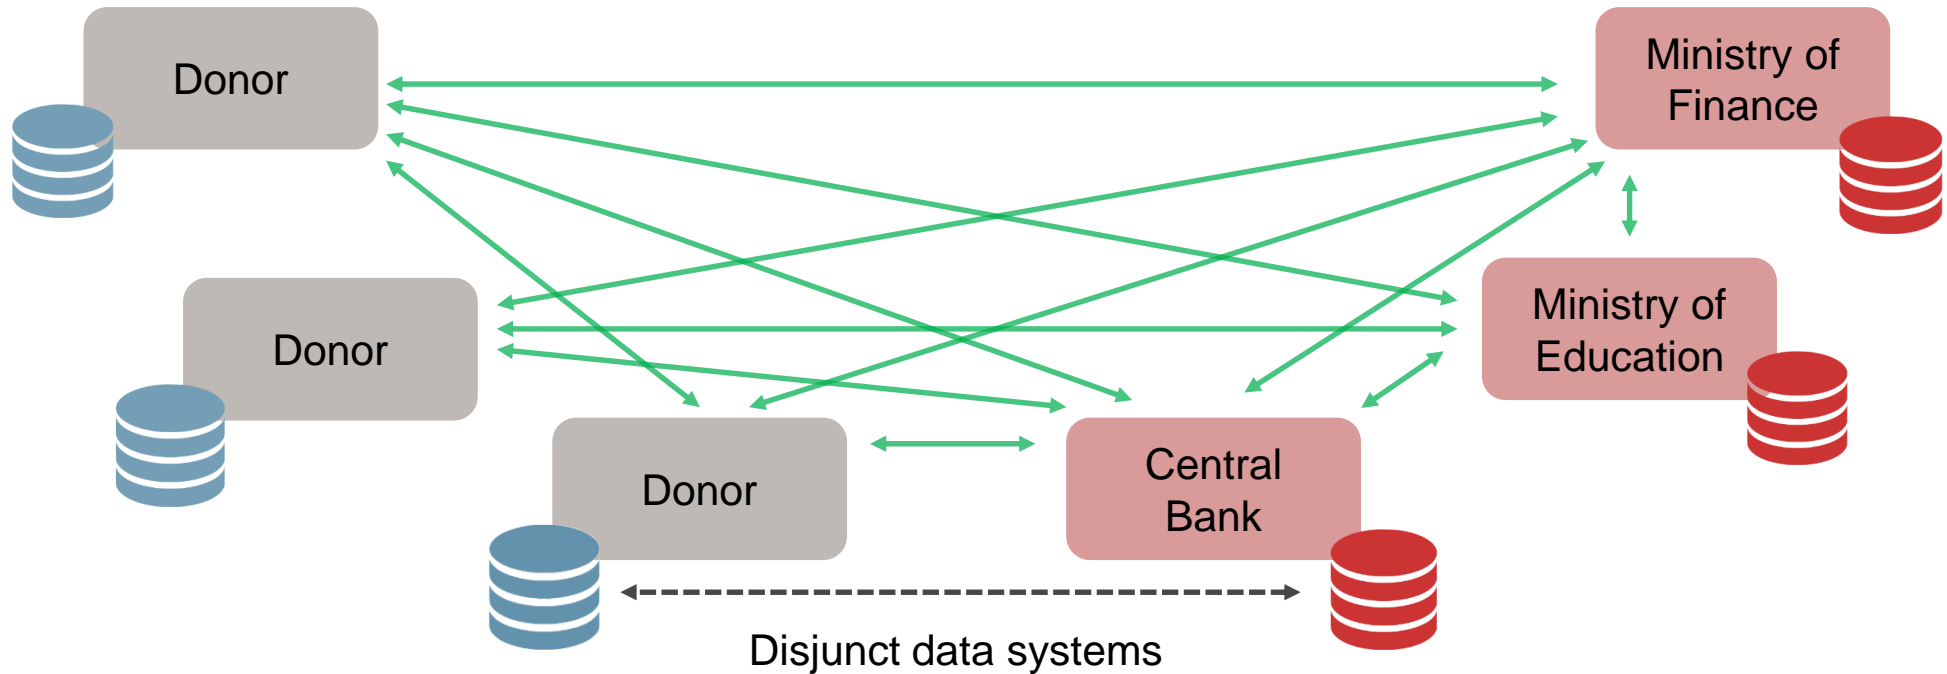 Donor
Ministry of
Finance
Donor
Ministry of
Education
Donor
Central
Bank
Disjunct data systems